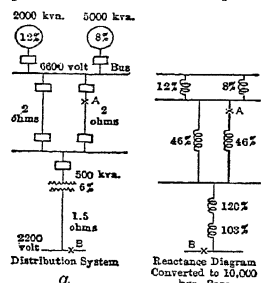 2000 kva. 5000 kva.
12% 8%
6600 volt Bus
A
2 ohms
2 ohms
500 kva.
6%
1.5 ohms
2200 volt
B
Distribution System
a
12% 8%
A
46% 46%
120%
103%
B
Reactance Diagram
Converted to 10,000